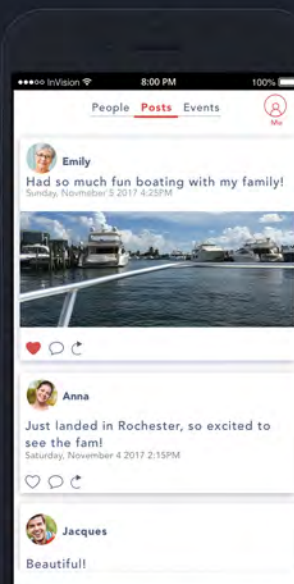 ●●●○○ InVision 8:00 PM 100%
People Posts Events
Me
Emily
Had so much fun boating with my family!
Sunday, Novmeber 5 2017 4:25PM
Anna
Just landed in Rochester, so excited to
see the fam!
Saturday, November 4 2017 2:15PM
Jacques
Beautiful!